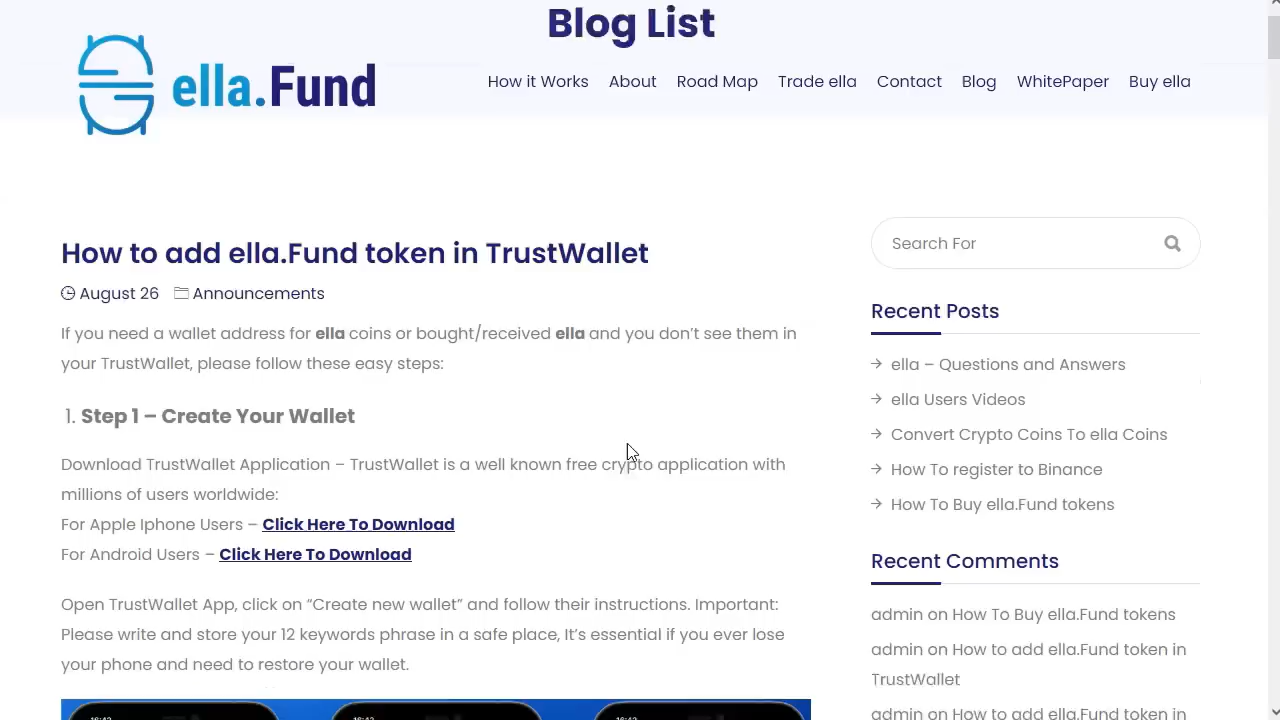 Blog List
ella.Fund
How it Works About Road Map Trade ella Contact Blog WhitePaper Buy ella
How to add ella.Fund token in TrustWallet
August 26 Announcements
If you need a wallet address for ella coins or bought/received ella and you don’t see them in
your TrustWallet, please follow these easy steps:
1. Step 1 – Create Your Wallet
Download TrustWallet Application – TrustWallet is a well known free crypto application with
millions of users worldwide:
For Apple Iphone Users – Click Here To Download
For Android Users – Click Here To Download
Open TrustWallet App, click on “Create new wallet” and follow their instructions. Important:
Please write and store your 12 keywords phrase in a safe place, It’s essential if you ever lose
your phone and need to restore your wallet.
Search For
Recent Posts
ella – Questions and Answers
ella Users Videos
Convert Crypto Coins To ella Coins
How To register to Binance
How To Buy ella.Fund tokens
Recent Comments
admin on How To Buy ella.Fund tokens
admin on How to add ella.Fund token in
TrustWallet
admin on How to add ella.Fund token in